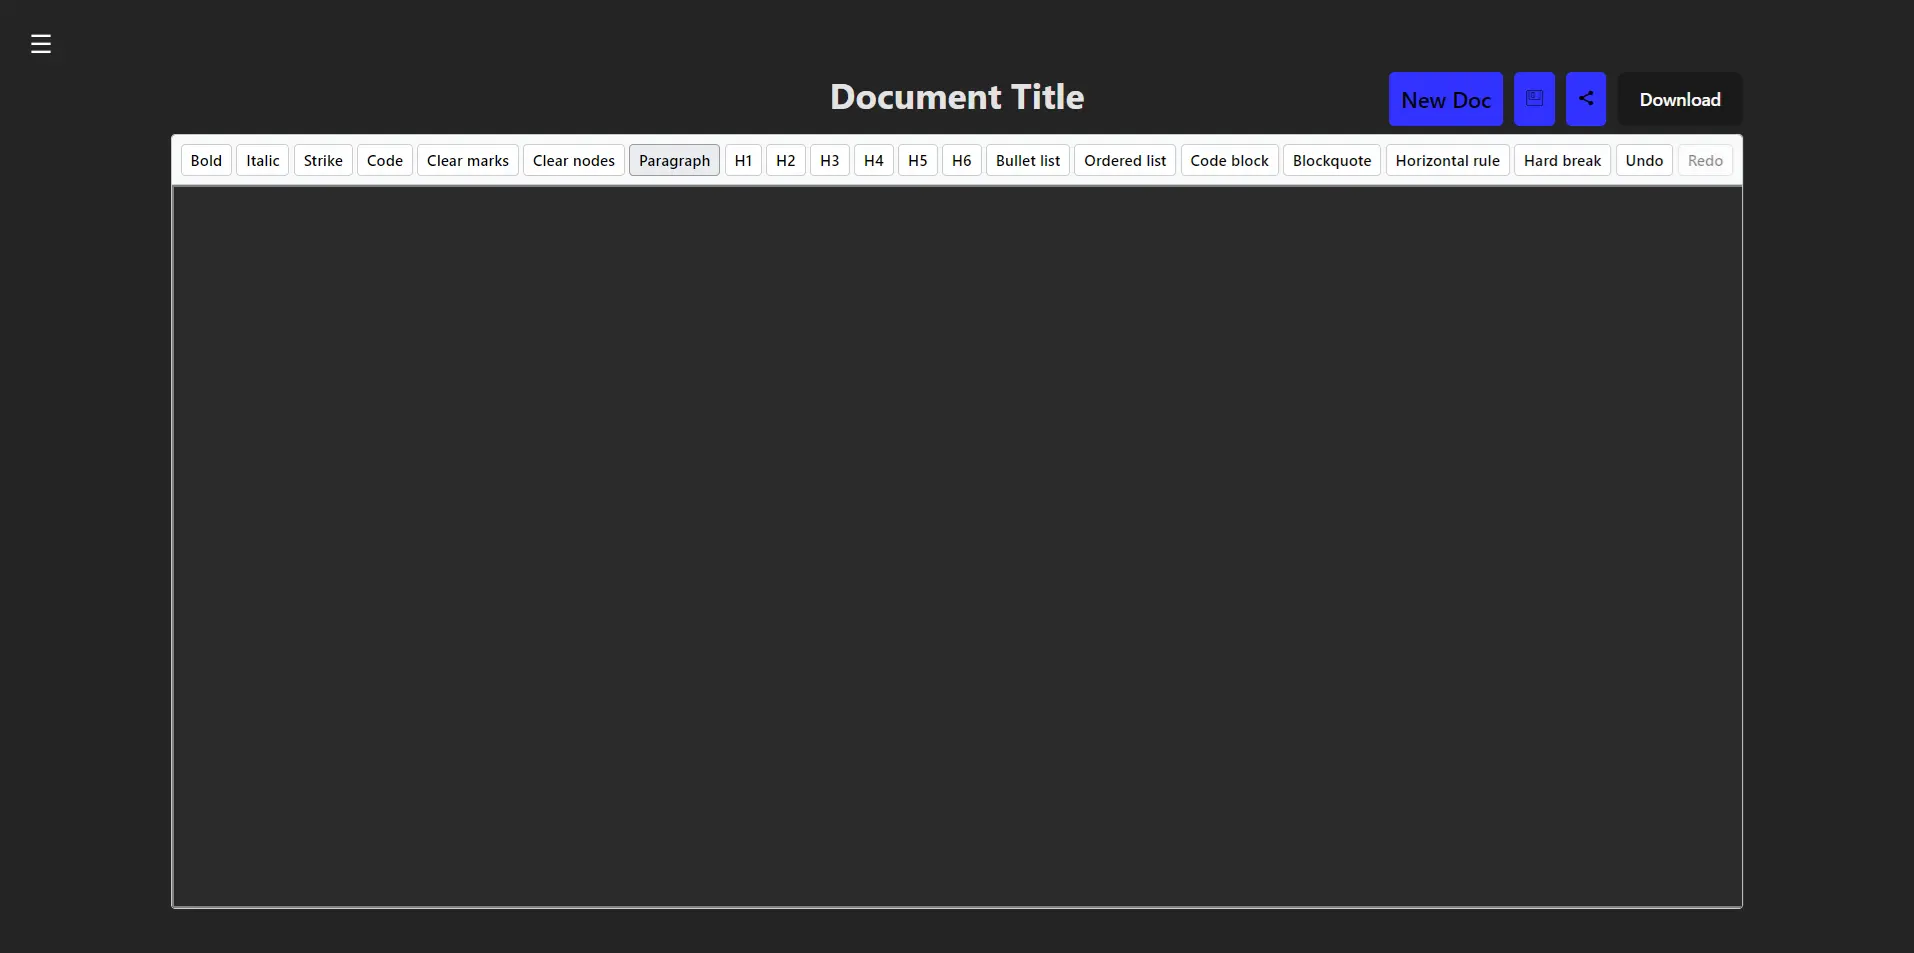 Document Title
New Doc
Download
Bold Italic Strike Code Clear marks Clear nodes Paragraph H1 H2 H3 H4 H5 H6 Bullet list Ordered list Code block Blockquote Horizontal rule Hard break Undo Redo